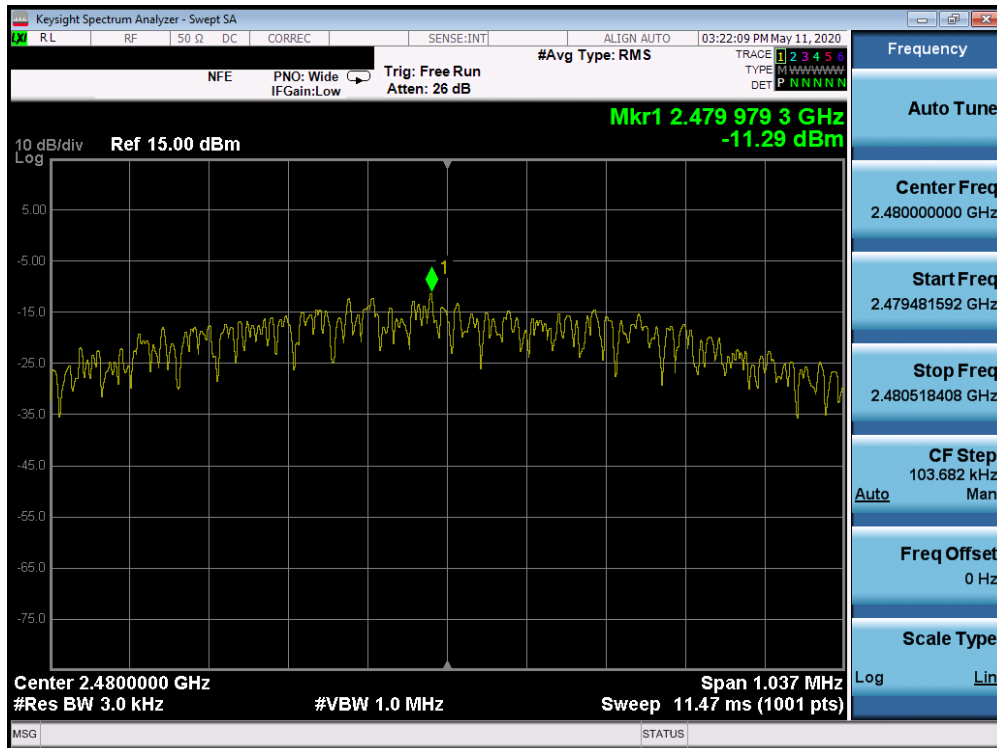 Keysight Spectrum Analyzer - Swept SA
LXI RL RF 50 Ω DC CORREC SENSE:INT ALIGN AUTO 03:22:09 PM May 11, 2020
Frequency
#Avg Type: RMS
TRACE 1 2 3 4 5 6
TYPE M WWWWW
DET P N N N N N
NFE PNO: Wide Trig: Free Run
IFGain:Low Atten: 26 dB
Auto Tune
Mkr1 2.479 979 3 GHz
-11.29 dBm
10 dB/div Ref 15.00 dBm
Log
5.00
-5.00
-15.0
-25.0
-35.0
-45.0
-55.0
-65.0
-75.0
1
Center Freq
2.480000000 GHz
Start Freq
2.479481592 GHz
Stop Freq
2.480518408 GHz
CF Step
103.682 kHz
Auto Man
Freq Offset
0 Hz
Scale Type
Log Lin
Center 2.4800000 GHz Span 1.037 MHz
#Res BW 3.0 kHz #VBW 1.0 MHz Sweep 11.47 ms (1001 pts)
MSG STATUS